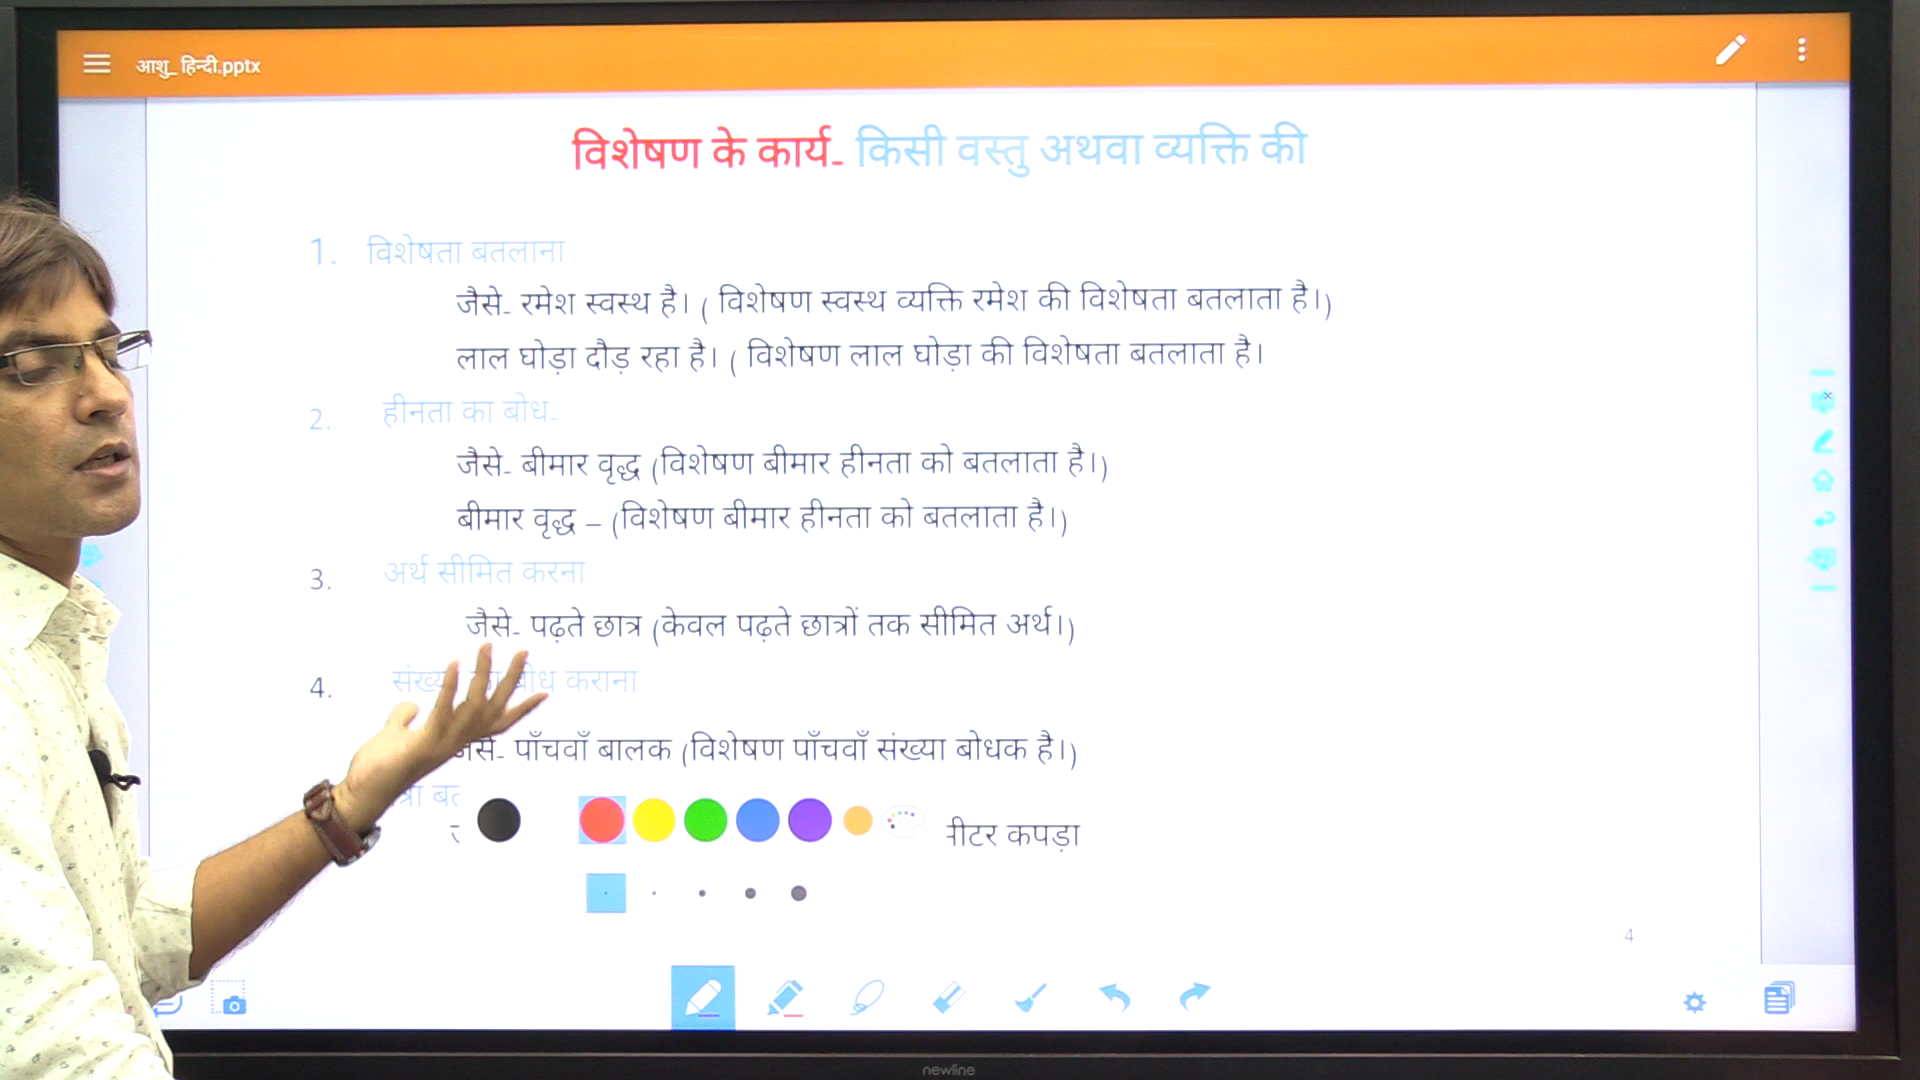 आशु_ हिन्दी.pptx
विशेषण के कार्य- किसी वस्तु अथवा व्यक्ति की
1. विशेषता बतलाना
जैसे- रमेश स्वस्थ है। ( विशेषण स्वस्थ व्यक्ति रमेश की विशेषता बतलाता है।)
लाल घोड़ा दौड़ रहा है। ( विशेषण लाल घोड़ा की विशेषता बतलाता है।
2. हीनता का बोध-
जैसे- बीमार वृद्ध (विशेषण बीमार हीनता को बतलाता है।)
बीमार वृद्ध – (विशेषण बीमार हीनता को बतलाता है।)
3. अर्थ सीमित करना
जैसे- पढ़ते छात्र (केवल पढ़ते छात्रों तक सीमित अर्थ।)
4. बोध कराना
पाँचवाँ बालक (विशेषण पाँचवाँ संख्या बोधक है।)
कपड़ा
4
newline